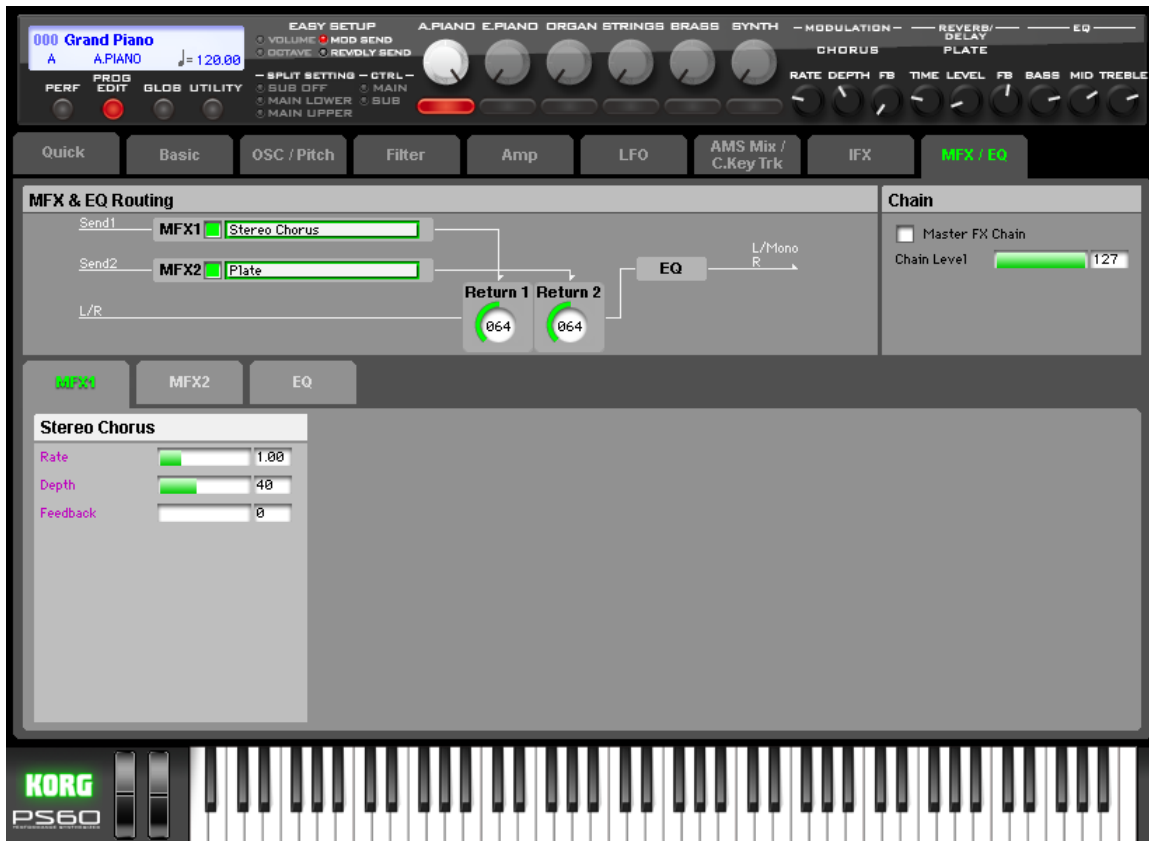 000 Grand Piano
A A.PIANO ♩=120.00
PERF PROG EDIT GLOB UTILITY
EASY SETUP
VOLUME MOD SEND
OCTAVE REV/DLY SEND
SPLIT SETTING CTRL
SUB OFF MAIN
MAIN LOWER SUB
MAIN UPPER
A.PIANO E.PIANO ORGAN STRINGS BRASS SYNTH
MODULATION REVERB/DELAY EQ
CHORUS PLATE
RATE DEPTH FB TIME LEVEL FB BASS MID TREBLE
Quick Basic OSC / Pitch Filter Amp LFO AMS Mix / C.Key Trk IFX MFX / EQ
MFX & EQ Routing
Send1 MFX1 Stereo Chorus
Send2 MFX2 Plate
L/R
Return 1 Return 2
064 064
EQ
L/Mono
R
Chain
Master FX Chain
Chain Level 127
MFX1 MFX2 EQ
Stereo Chorus
Rate 1.00
Depth 40
Feedback 0
KORG
PS60
PERFORMANCE SYNTHESIZER